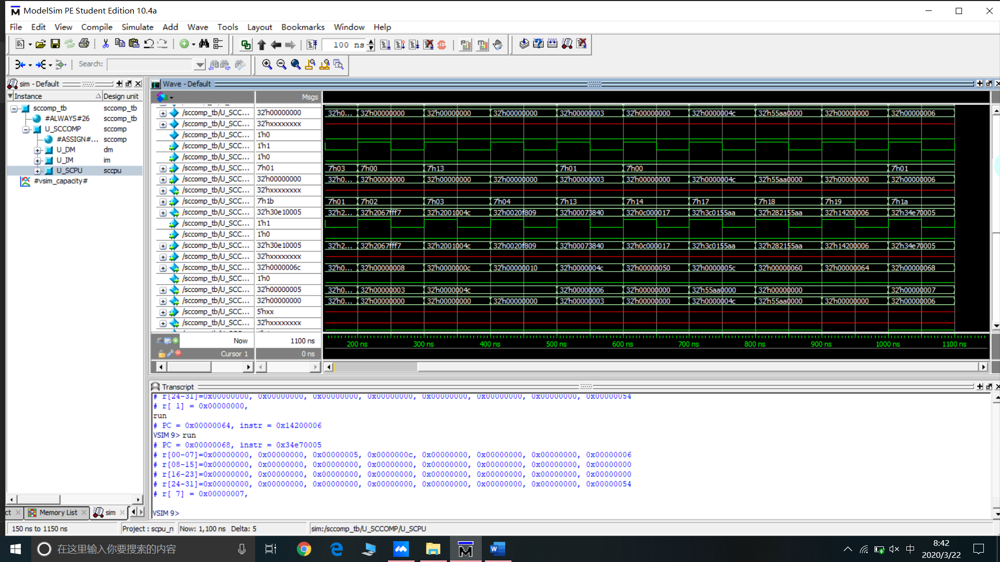 ModelSim PE Student Edition 10.4a
File Edit View Compile Simulate Add Wave Tools Layout Bookmarks Window Help
100 ns
Search:
sim - Default
Instance Design unit
sccomp_tb sccomp_tb
#ALWAYS#26 sccomp_tb
U_SCCOMP sccomp
#ASSIGN#... sccomp
U_DM dm
U_IM im
U_SCPU sccpu
#vsim_capacity#
Wave - Default
Msgs
/sccomp_tb/U_SCC... 32'h00000000 32'h0... 32'h00000000 32'h00000000 32'h00000000 32'h00000003 32'h00000000 32'h0000004c 32'h55aa0000 32'h00000000 32'h00000006
/sccomp_tb/U_SCC... 32'hxxxxxxxx
/sccomp_tb/U_SCC... 1'h0
/sccomp_tb/U_SCC... 1'h1
/sccomp_tb/U_SCC... 1'h0
/sccomp_tb/U_SCC... 7'h01 7'h03 7'h00 7'h13 7'h01 7'h00 7'h01
/sccomp_tb/U_SCC... 32'h00000000 32'h0... 32'h00000000 32'h00000000 32'h00000000 32'h00000003 32'h00000000 32'h0000004c 32'h55aa0000 32'h00000000 32'h00000006
/sccomp_tb/U_SCC... 32'hxxxxxxxx
/sccomp_tb/U_SCC... 7'h1b 7'h01 7'h02 7'h03 7'h04 7'h13 7'h14 7'h17 7'h18 7'h19 7'h1a
/sccomp_tb/U_SCC... 32'h30e10005 32'h2... 32'h2067fff7 32'h2001004c 32'h0020f809 32'h00073840 32'h0c000017 32'h3c0155aa 32'h282155aa 32'h14200006 32'h34e70005
/sccomp_tb/U_SCC... 1'h1
/sccomp_tb/U_SCC... 1'h0
/sccomp_tb/U_SCC... 32'h30e10005 32'h2... 32'h2067fff7 32'h2001004c 32'h0020f809 32'h00073840 32'h0c000017 32'h3c0155aa 32'h282155aa 32'h14200006 32'h34e70005
/sccomp_tb/U_SCC... 32'hxxxxxxxx
/sccomp_tb/U_SCC... 32'h0000006c 32'h0... 32'h00000008 32'h0000000c 32'h00000010 32'h0000004c 32'h00000050 32'h0000005c 32'h00000060 32'h00000064 32'h00000068
/sccomp_tb/U_SCC... 1'h0
/sccomp_tb/U_SCC... 32'h00000005 32'h0... 32'h00000003 32'h0000004c 32'h00000006 32'h00000000 32'h55aa0000 32'h00000000 32'h00000007
/sccomp_tb/U_SCC... 32'h00000000 32'h0... 32'h00000000 32'h00000000 32'h00000000 32'h00000003 32'h00000000 32'h0000004c 32'h55aa0000 32'h00000000 32'h00000006
/sccomp_tb/U_SCC... 5'hxx
/sccomp_tb/U_SCC... 32'hxxxxxxxx
Now 1100 ns
200 ns 300 ns 400 ns 500 ns 600 ns 700 ns 800 ns 900 ns 1000 ns 1100 ns
Cursor 1 0 ns
Transcript
# r[24-31]=0x00000000, 0x00000000, 0x00000000, 0x00000000, 0x00000000, 0x00000000, 0x00000000, 0x00000054
# r[ 1] = 0x00000000,
run
# PC = 0x00000064, instr = 0x14200006
VSIM 9> run
# PC = 0x00000068, instr = 0x34e70005
# r[00-07]=0x00000000, 0x00000000, 0x00000005, 0x0000000c, 0x00000000, 0x00000000, 0x00000000, 0x00000006
# r[08-15]=0x00000000, 0x00000000, 0x00000000, 0x00000000, 0x00000000, 0x00000000, 0x00000000, 0x00000000
# r[16-23]=0x00000000, 0x00000000, 0x00000000, 0x00000000, 0x00000000, 0x00000000, 0x00000000, 0x00000000
# r[24-31]=0x00000000, 0x00000000, 0x00000000, 0x00000000, 0x00000000, 0x00000000, 0x00000000, 0x00000054
# r[ 7] = 0x00000007,
VSIM 9>
ct Memory List sim
150 ns to 1150 ns Project : scpu_n Now: 1,100 ns Delta: 5 sim:/sccomp_tb/U_SCCOMP/U_SCPU
在这里输入你要搜索的内容
中
8:42
2020/3/22